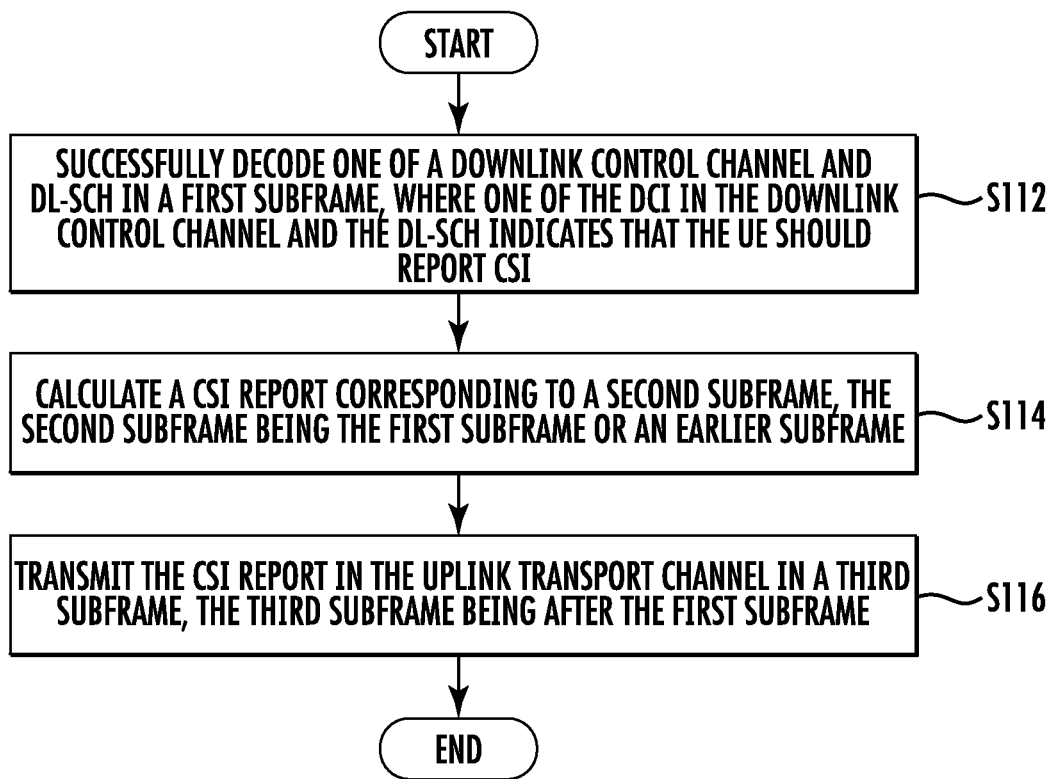 START
SUCCESSFULLY DECODE ONE OF A DOWNLINK CONTROL CHANNEL AND
DL-SCH IN A FIRST SUBFRAME, WHERE ONE OF THE DCI IN THE DOWNLINK
CONTROL CHANNEL AND THE DL-SCH INDICATES THAT THE UE SHOULD
REPORT CSI
S112
CALCULATE A CSI REPORT CORRESPONDING TO A SECOND SUBFRAME, THE
SECOND SUBFRAME BEING THE FIRST SUBFRAME OR AN EARLIER SUBFRAME
S114
TRANSMIT THE CSI REPORT IN THE UPLINK TRANSPORT CHANNEL IN A THIRD
SUBFRAME, THE THIRD SUBFRAME BEING AFTER THE FIRST SUBFRAME
S116
END